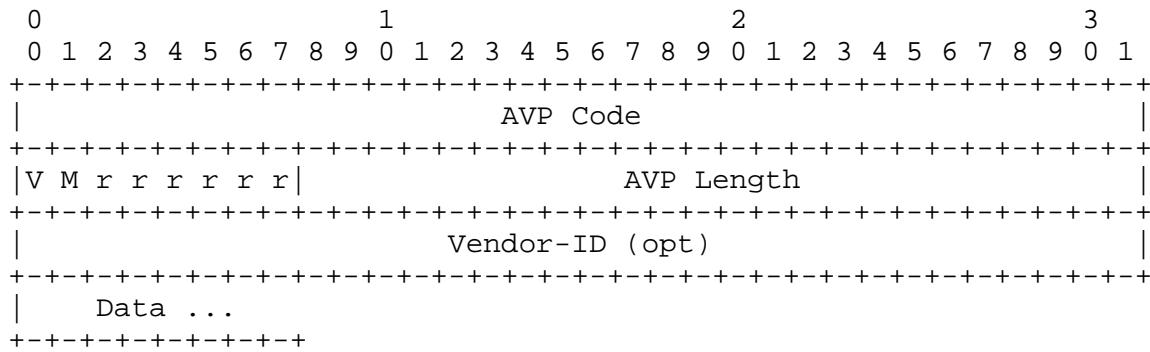 0                   1                   2                   3
 0 1 2 3 4 5 6 7 8 9 0 1 2 3 4 5 6 7 8 9 0 1 2 3 4 5 6 7 8 9 0 1
+-+-+-+-+-+-+-+-+-+-+-+-+-+-+-+-+-+-+-+-+-+-+-+-+-+-+-+-+-+-+-+-+
|                           AVP Code                            |
+-+-+-+-+-+-+-+-+-+-+-+-+-+-+-+-+-+-+-+-+-+-+-+-+-+-+-+-+-+-+-+-+
|V M r r r r r r|                  AVP Length                   |
+-+-+-+-+-+-+-+-+-+-+-+-+-+-+-+-+-+-+-+-+-+-+-+-+-+-+-+-+-+-+-+-+
|                        Vendor-ID (opt)                        |
+-+-+-+-+-+-+-+-+-+-+-+-+-+-+-+-+-+-+-+-+-+-+-+-+-+-+-+-+-+-+-+-+
|    Data ...
+-+-+-+-+-+-+-+-+